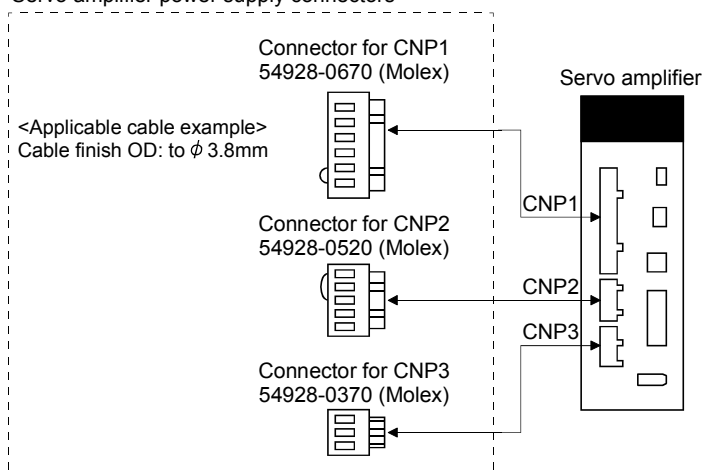 Servo amplifier power supply connectors
Connector for CNP1
54928-0670 (Molex)
Servo amplifier
<Applicable cable example>
Cable finish OD: to ϕ 3.8mm
CNP1
Connector for CNP2
54928-0520 (Molex)
CNP2
CNP3
Connector for CNP3
54928-0370 (Molex)